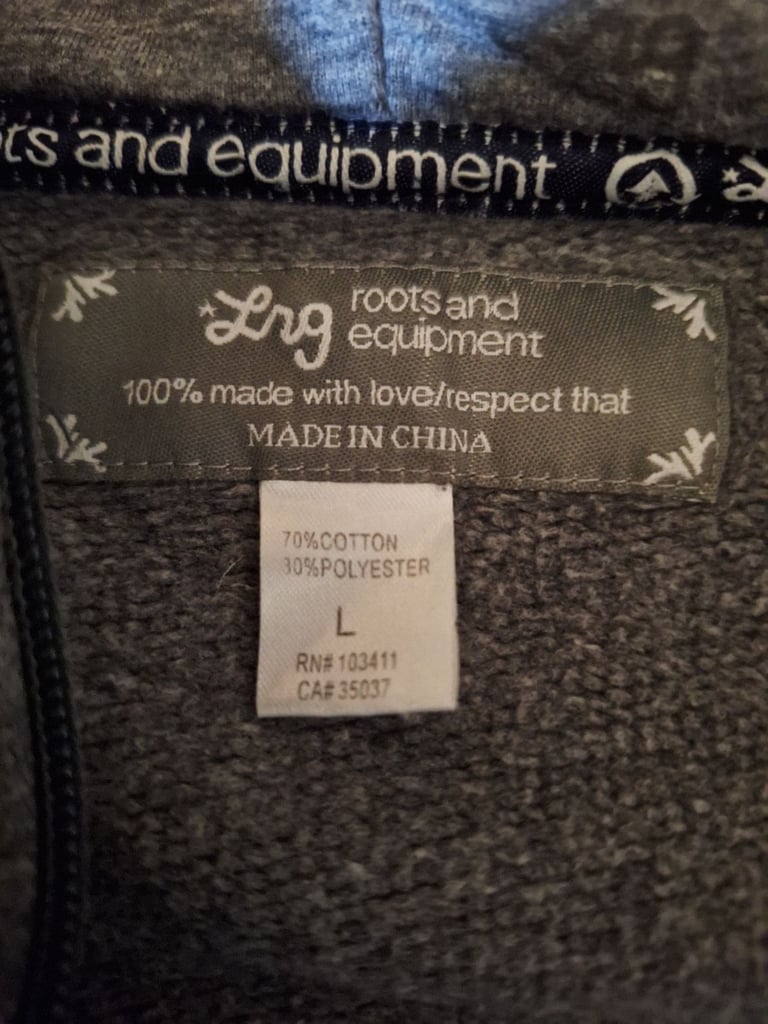 ts and equipment
Lrg roots and
equipment
100% made with love/respect that
MADE IN CHINA
70%COTTON
30%POLYESTER
L
RN# 103411
CA# 35037